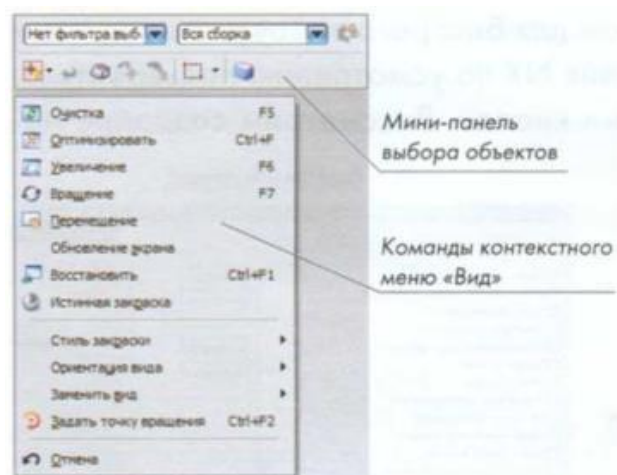 Нет фильтра выб Вся сборка
Очистка F5
Оптимизировать Ctrl+F
Увеличение F6
Вращение F7
Перемещение
Обновление экрана
Восстановить Ctrl+F1
Истинная закраска
Стиль закраски
Ориентация вида
Заменить вид
Задать точку вращения Ctrl+F2
Отмена
Мини-панель
выбора объектов
Команды контекстного
меню «Вид»